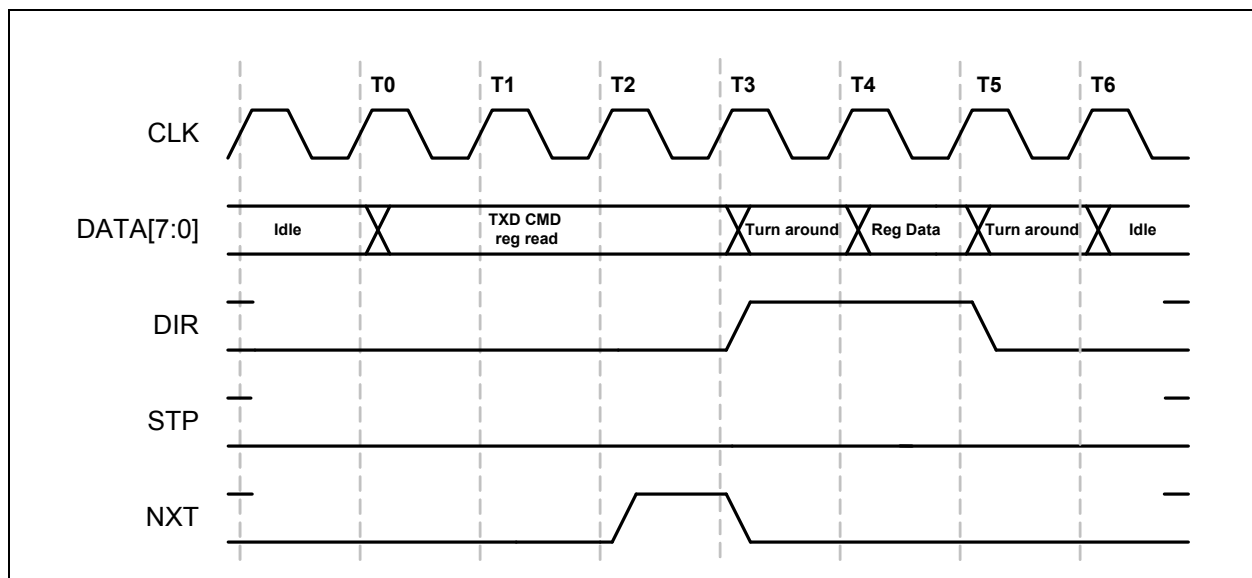 T0 T1 T2 T3 T4 T5 T6
CLK
DATA[7:0]
Idle
TXD CMD
reg read
Turn around
Reg Data
Turn around
Idle
DIR
STP
NXT